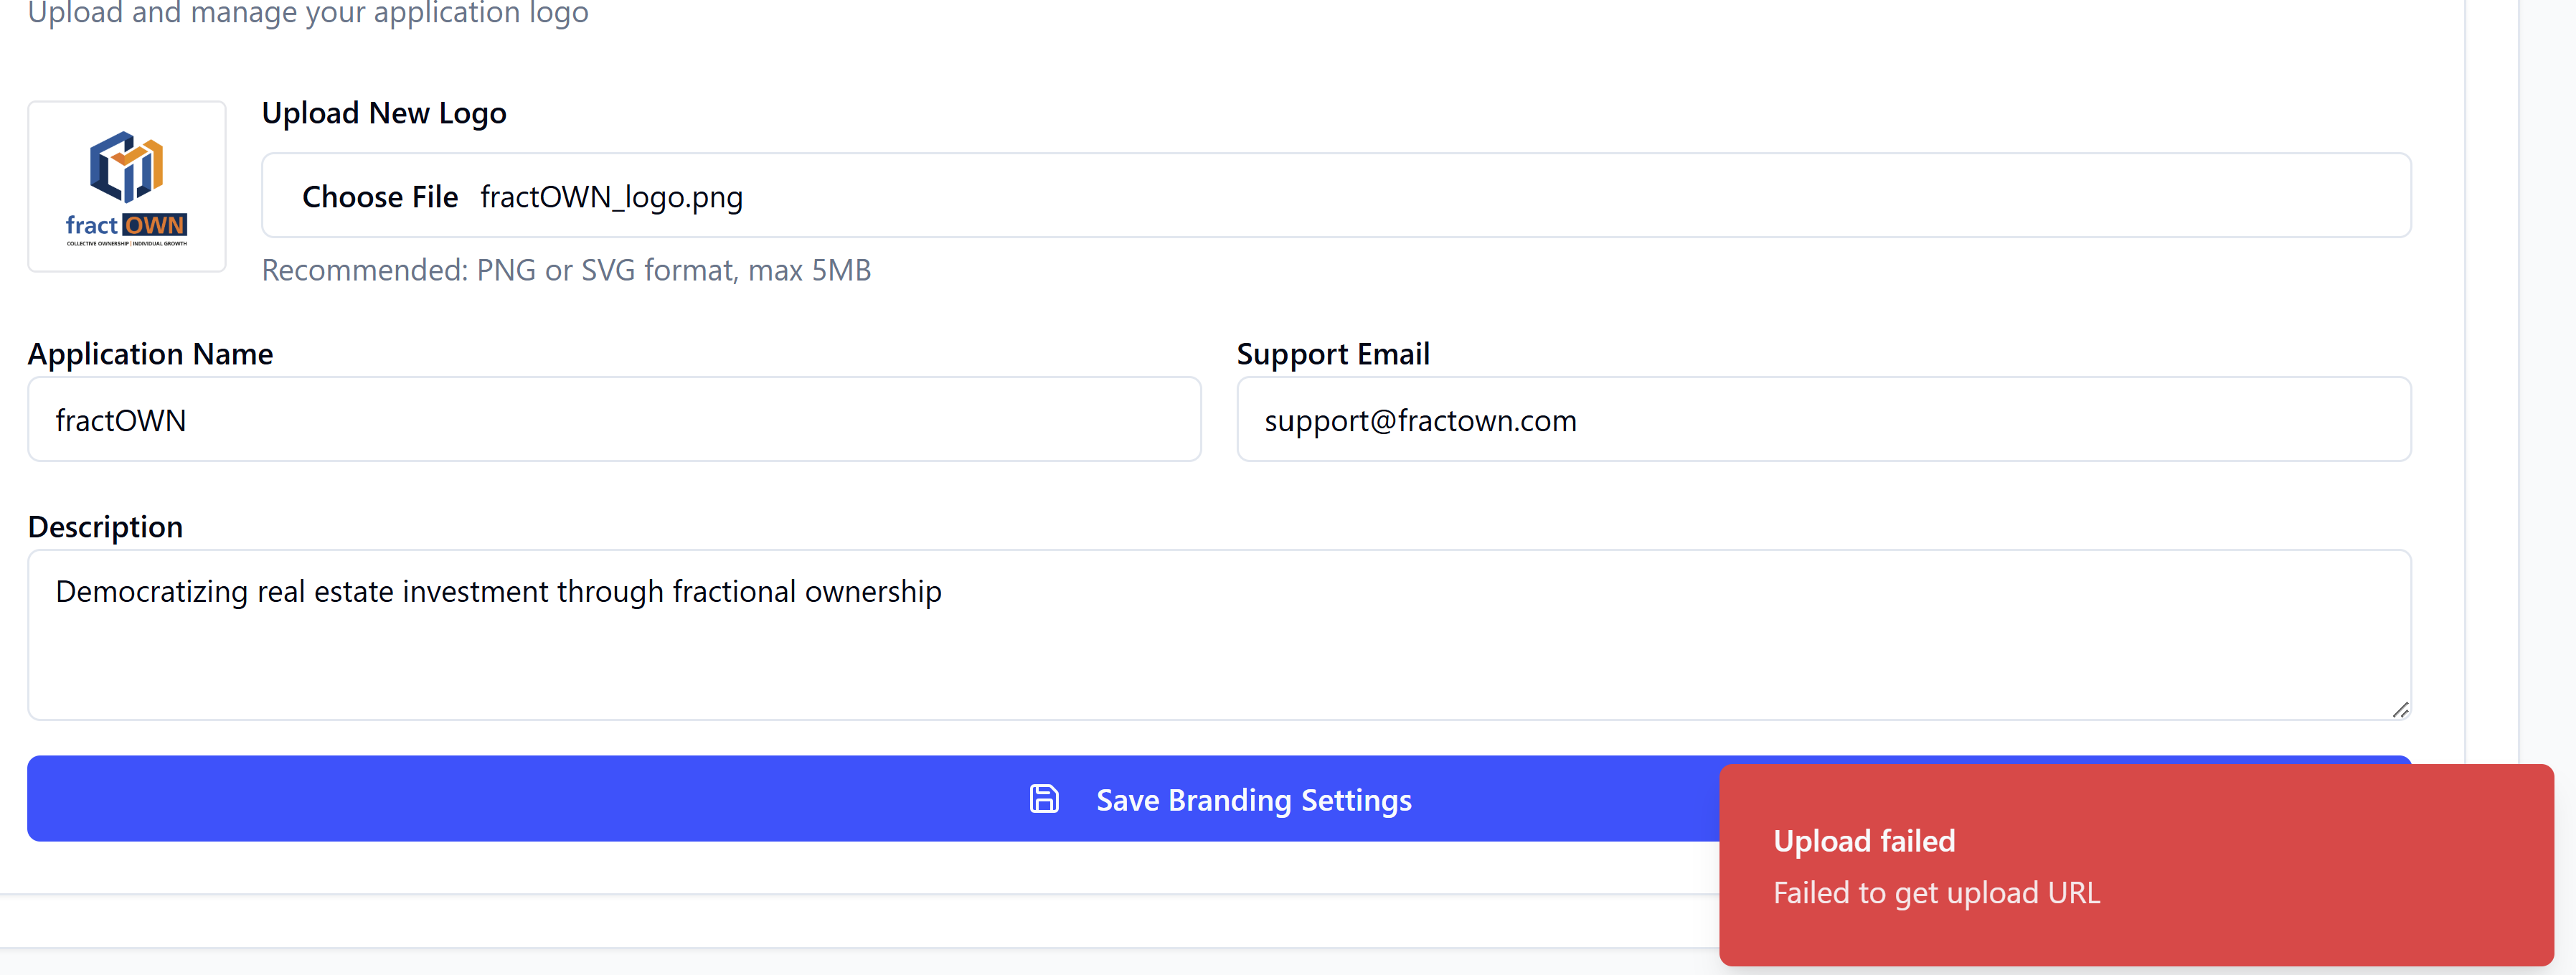 Upload and manage your application logo
Upload New Logo
fract OWN
COLLECTIVE OWNERSHIP | INDIVIDUAL GROWTH
Choose File fractOWN_logo.png
Recommended: PNG or SVG format, max 5MB
Application Name
fractOWN
Support Email
support@fractown.com
Description
Democratizing real estate investment through fractional ownership
Save Branding Settings
Upload failed
Failed to get upload URL